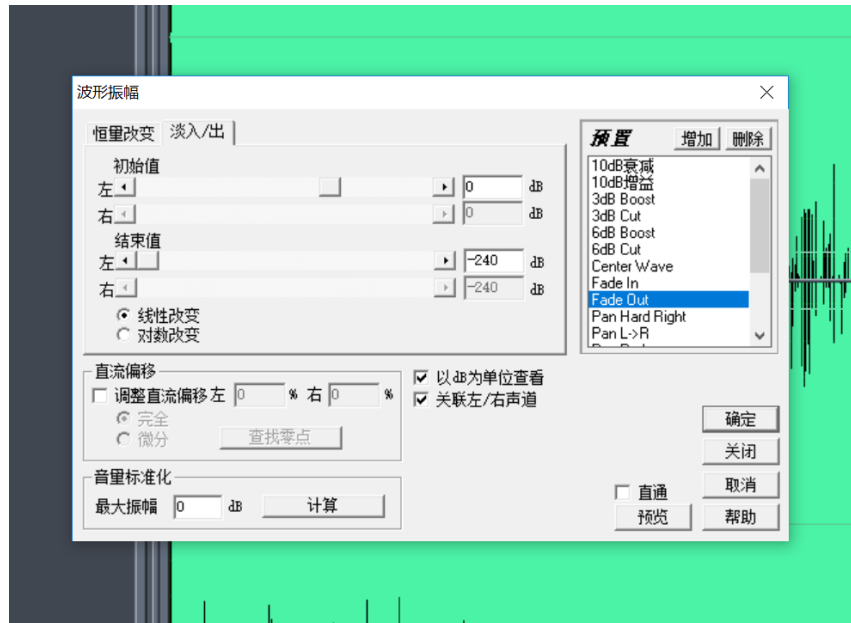 波形振幅
恒量改变 淡入/出
初始值
左 0 dB
右 0 dB
结束值
左 -240 dB
右 -240 dB
线性改变
对数改变
预置 增加 删除
10dB衰减
10dB增益
3dB Boost
3dB Cut
6dB Boost
6dB Cut
Center Wave
Fade In
Fade Out
Pan Hard Right
Pan L->R
直流偏移
调整直流偏移 左 0 % 右 0 %
完全
微分 查找零点
以dB为单位查看
关联左/右声道
音量标准化
最大振幅 0 dB 计算
直通
预览
确定
关闭
取消
帮助